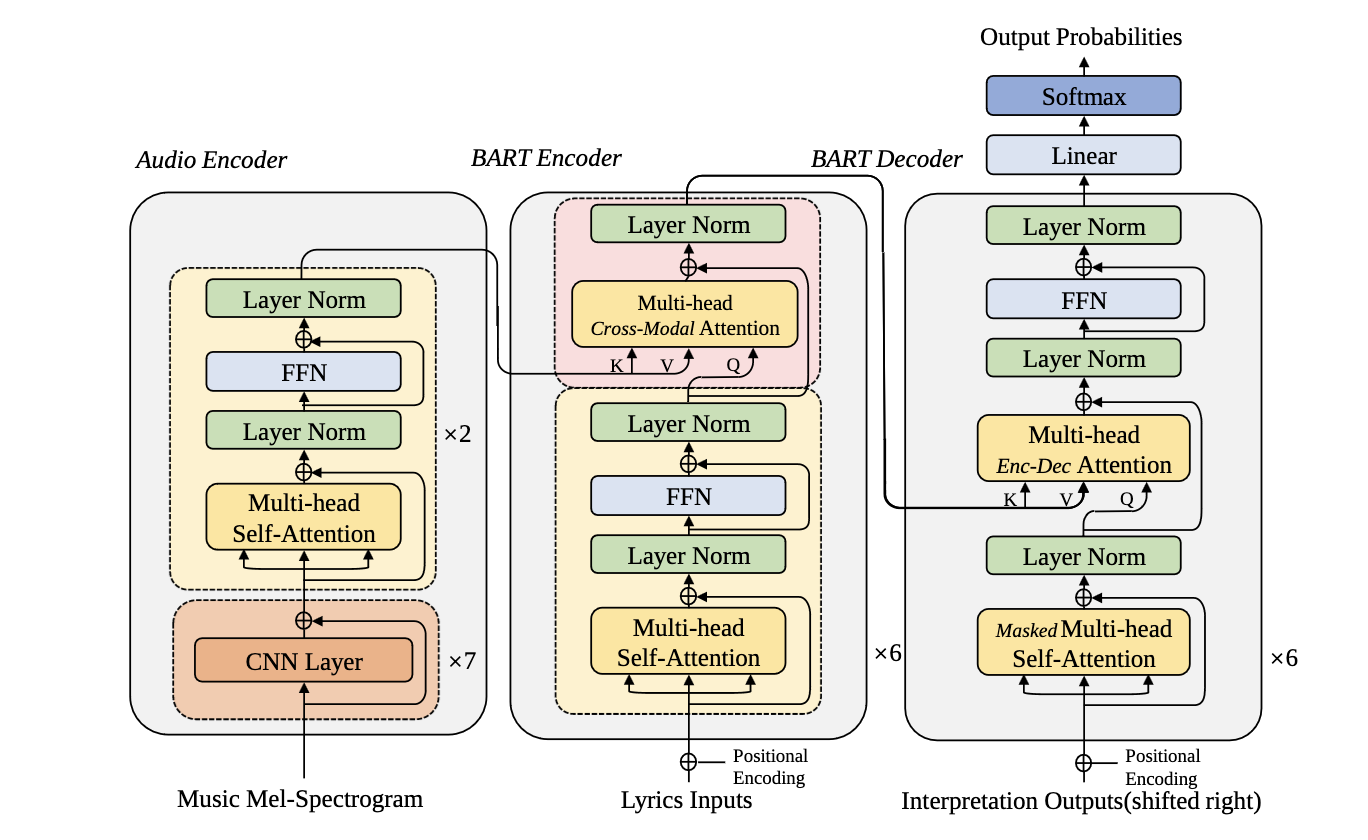 Output Probabilities
Softmax
Linear
Audio Encoder
BART Encoder
BART Decoder
Layer Norm
FFN
Layer Norm
×2
Multi-head
Self-Attention
CNN Layer
×7
Music Mel-Spectrogram
Layer Norm
Multi-head
Cross-Modal Attention
K V Q
Layer Norm
FFN
Layer Norm
Multi-head
Self-Attention
×6
Positional
Encoding
Lyrics Inputs
Layer Norm
FFN
Layer Norm
Multi-head
Enc-Dec Attention
K V Q
Layer Norm
Masked Multi-head
Self-Attention
×6
Positional
Encoding
Interpretation Outputs(shifted right)